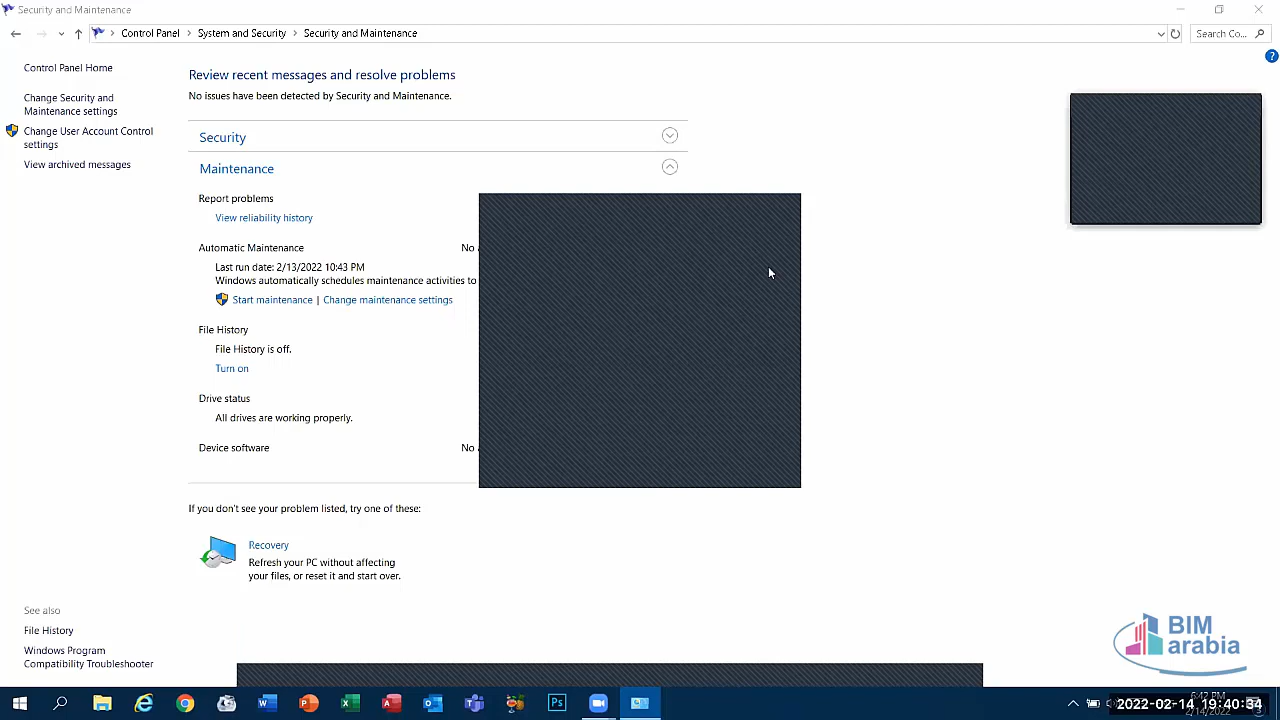 Security and Maintenance
Control Panel > System and Security > Security and Maintenance
Search Co...
Control Panel Home
Change Security and
Maintenance settings
Change User Account Control
settings
View archived messages
Review recent messages and resolve problems
No issues have been detected by Security and Maintenance.
Security
Maintenance
Report problems
View reliability history
Automatic Maintenance
No
Last run date: 2/13/2022 10:43 PM
Windows automatically schedules maintenance activities to
Start maintenance | Change maintenance settings
File History
File History is off.
Turn on
Drive status
All drives are working properly.
Device software
No
If you don't see your problem listed, try one of these:
Recovery
Refresh your PC without affecting
your files, or reset it and start over.
See also
File History
Windows Program
Compatibility Troubleshooter
BIM
arabia
Ps
6:42 PM
2022-02-14 19:40:34
2/14/2022